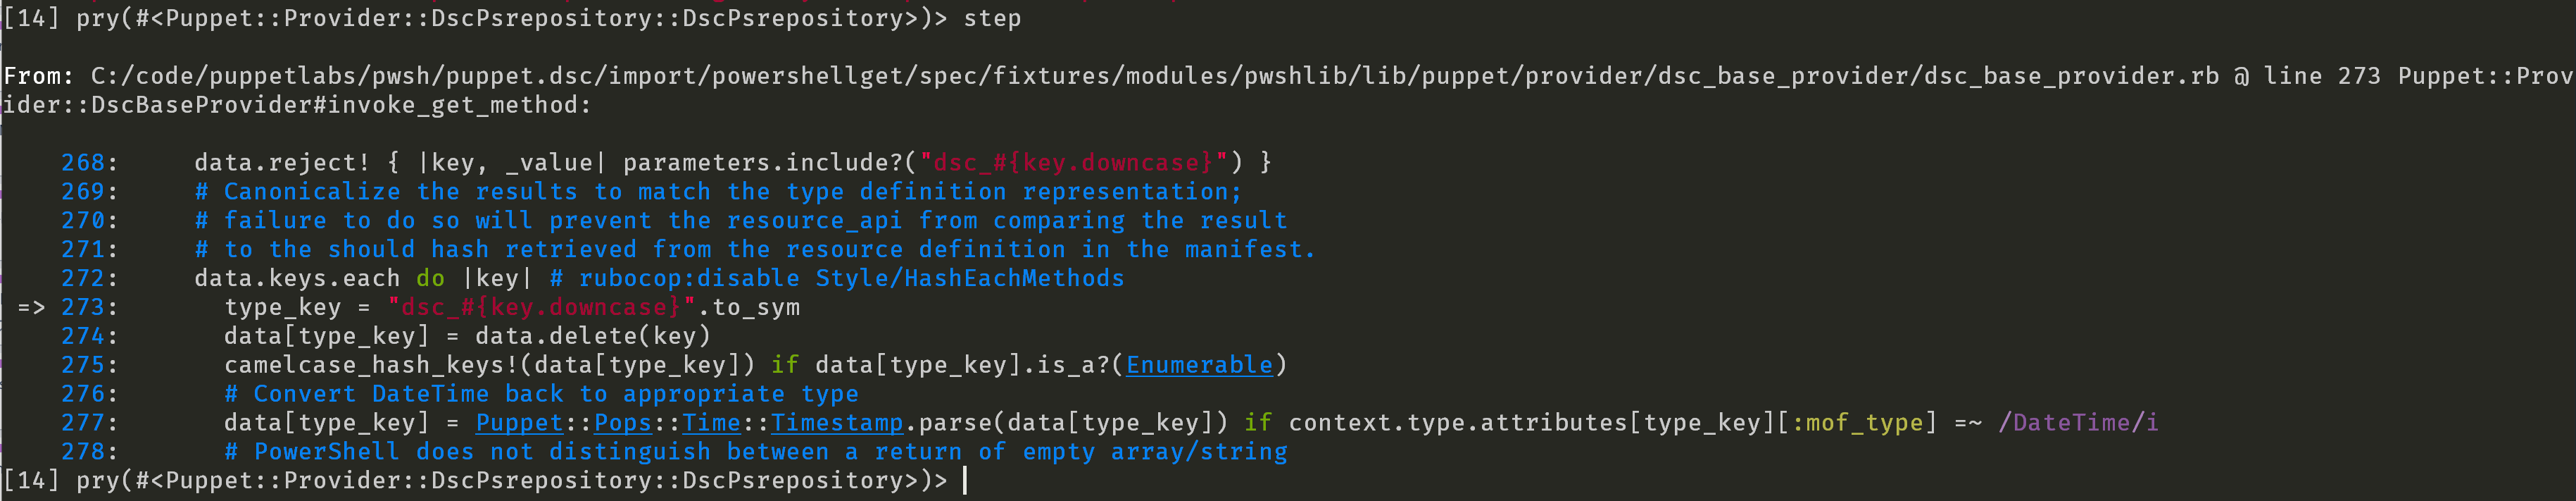 [14] pry(#<Puppet::Provider::DscPsrepository::DscPsrepository>)> step
From: C:/code/puppetlabs/pwsh/puppet.dsc/import/powershellget/spec/fixtures/modules/pwshlib/lib/puppet/provider/dsc_base_provider/dsc_base_provider.rb @ line 273 Puppet::Prov
ider::DscBaseProvider#invoke_get_method:
268:     data.reject! { |key, _value| parameters.include?("dsc_#{key.downcase}") }
269:     # Canonicalize the results to match the type definition representation;
270:     # failure to do so will prevent the resource_api from comparing the result
271:     # to the should hash retrieved from the resource definition in the manifest.
272:     data.keys.each do |key| # rubocop:disable Style/HashEachMethods
=> 273:       type_key = "dsc_#{key.downcase}".to_sym
274:       data[type_key] = data.delete(key)
275:       camelcase_hash_keys!(data[type_key]) if data[type_key].is_a?(Enumerable)
276:       # Convert DateTime back to appropriate type
277:       data[type_key] = Puppet::Pops::Time::Timestamp.parse(data[type_key]) if context.type.attributes[type_key][:mof_type] =~ /DateTime/i
278:       # PowerShell does not distinguish between a return of empty array/string
[14] pry(#<Puppet::Provider::DscPsrepository::DscPsrepository>)>